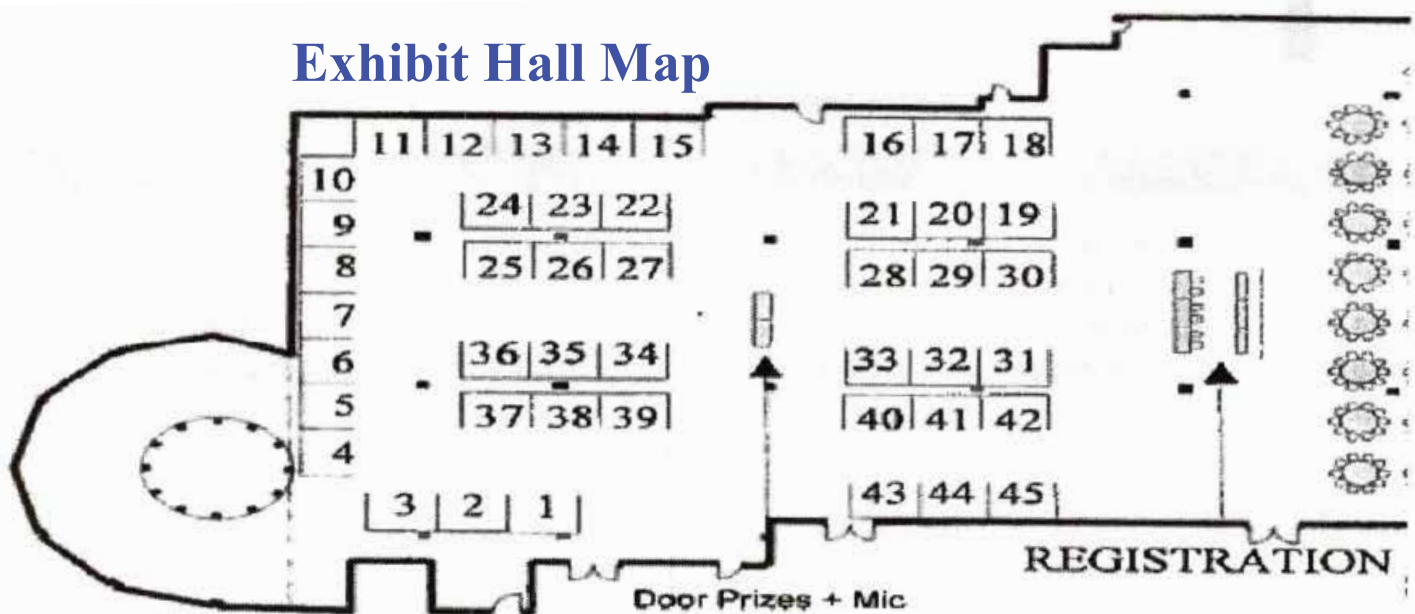 Exhibit Hall Map
11 12 13 14 15 16 17 18
10
24 23 22 21 20 19
9
8 25 26 27 28 29 30
7
6 36 35 34 33 32 31
5 37 38 39 40 41 42
4
3 2 1 43 44 45
REGISTRATION
Door Prizes + Mic